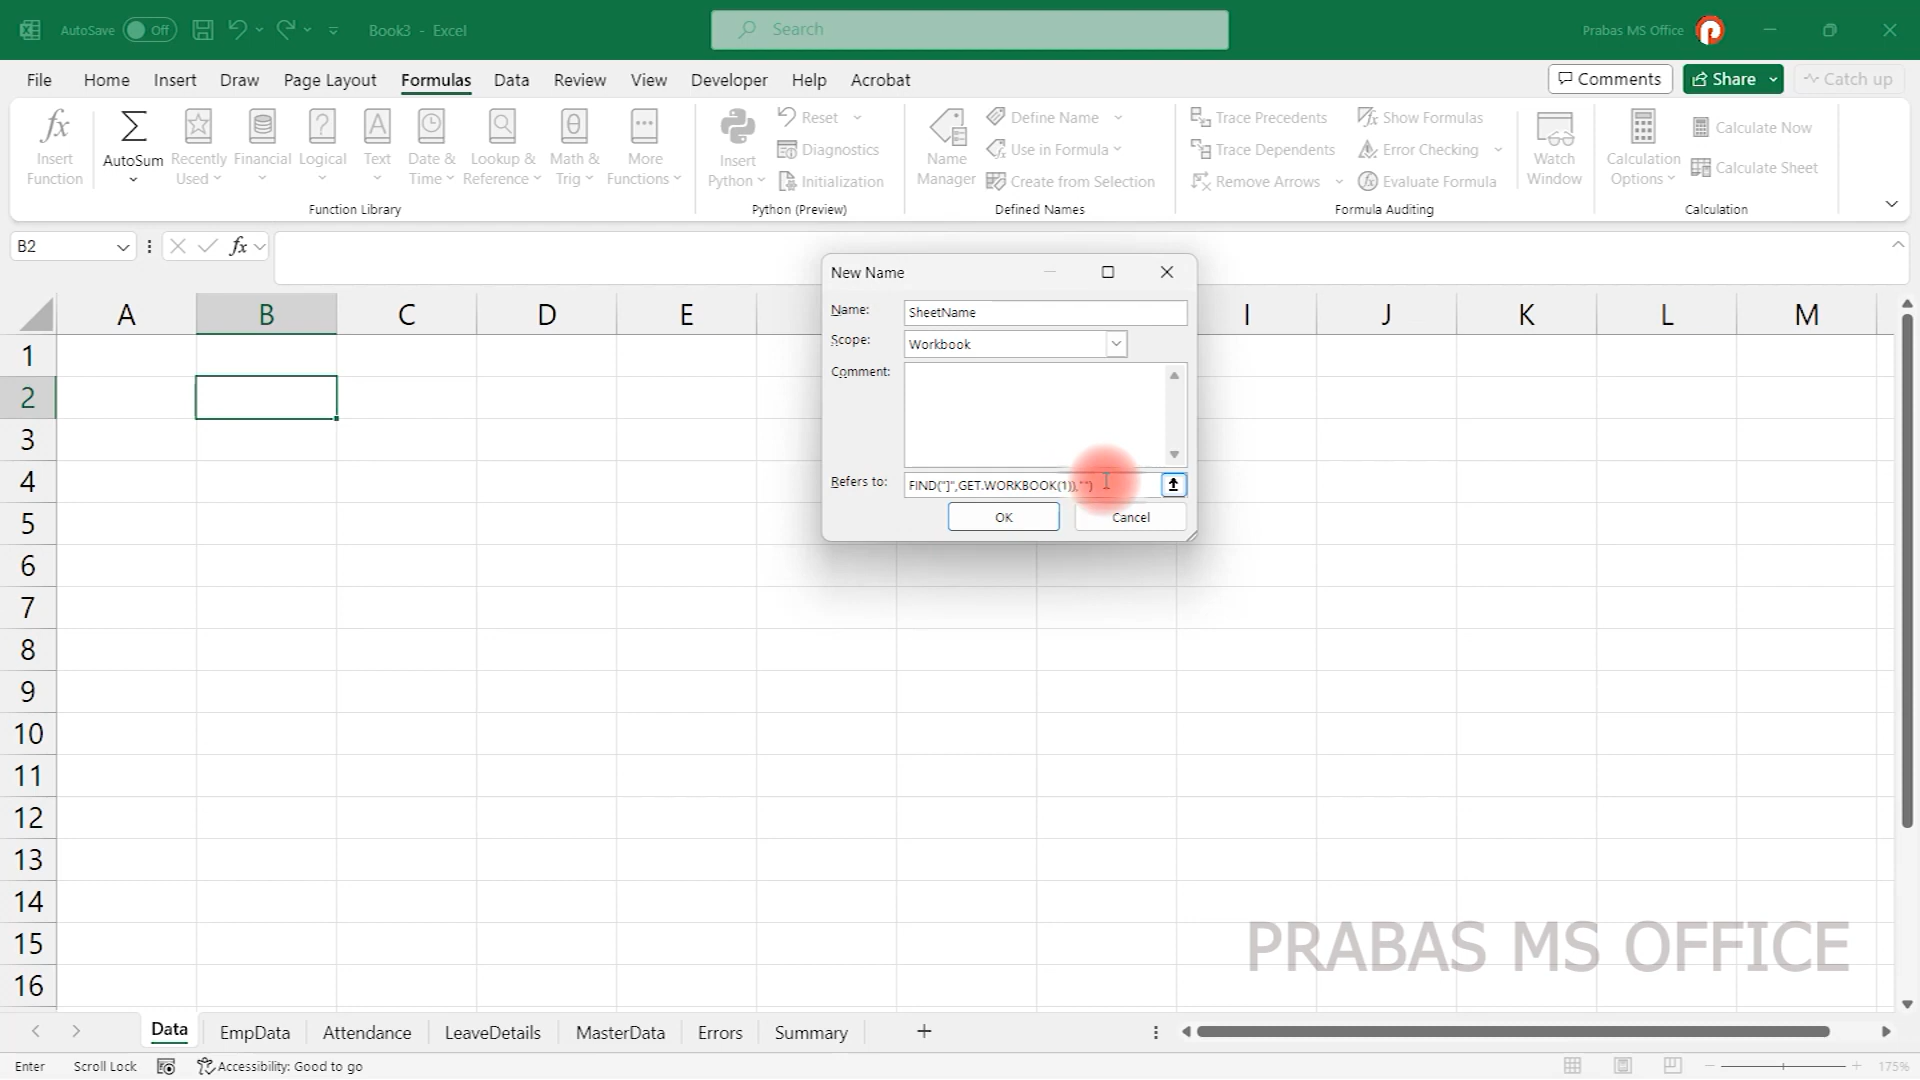 AutoSave Off Book3 - Excel Search Prabas MS Office
File Home Insert Draw Page Layout Formulas Data Review View Developer Help Acrobat Comments Share Catch up
Insert Function
AutoSum
Recently Used
Financial
Logical
Text
Date & Time
Lookup & Reference
Math & Trig
More Functions
Function Library
Insert Python
Reset
Diagnostics
Initialization
Python (Preview)
Name Manager
Define Name
Use in Formula
Create from Selection
Defined Names
Trace Precedents
Trace Dependents
Remove Arrows
Show Formulas
Error Checking
Evaluate Formula
Formula Auditing
Watch Window
Calculation Options
Calculate Now
Calculate Sheet
Calculation
B2 fx
New Name
Name: SheetName
Scope: Workbook
Comment:
Refers to: FIND("]",GET.WORKBOOK(1)),"")
OK Cancel
A B C D E I J K L M
1
2
3
4
5
6
7
8
9
10
11
12
13
14
15
16
PRABAS MS OFFICE
Data EmpData Attendance LeaveDetails MasterData Errors Summary
Enter Scroll Lock Accessibility: Good to go 175%